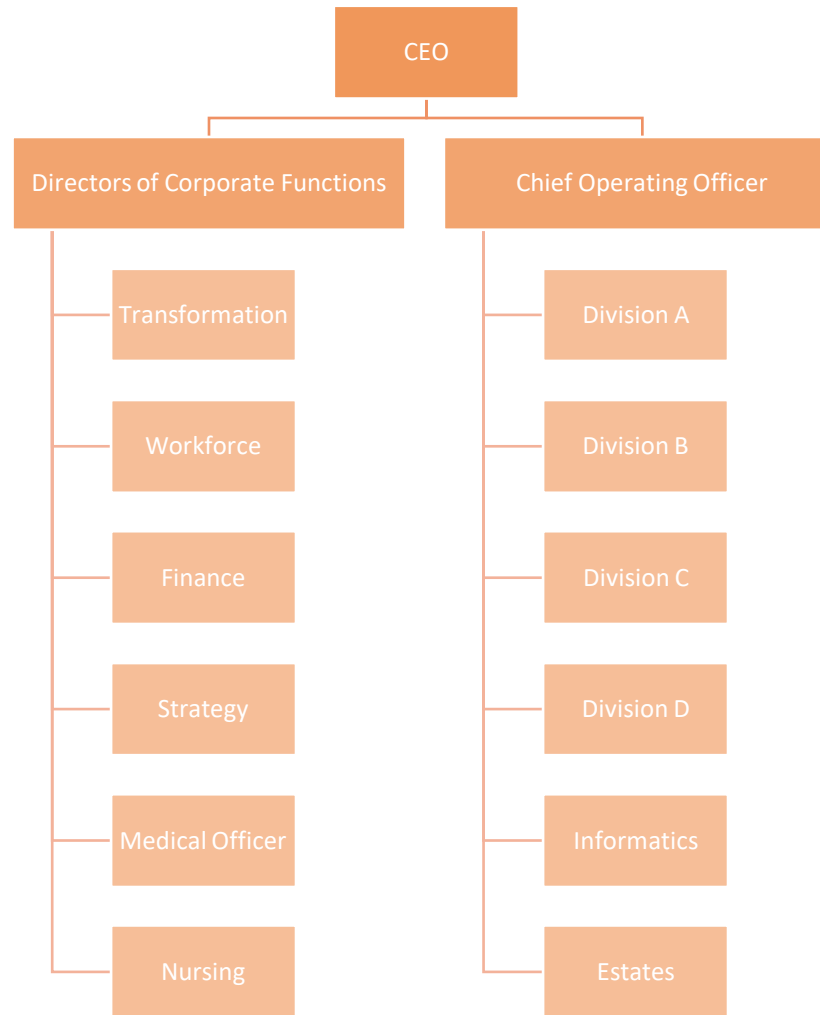 CEO
Directors of Corporate Functions
Transformation
Workforce
Finance
Strategy
Medical Officer
Nursing
Chief Operating Officer
Division A
Division B
Division C
Division D
Informatics
Estates